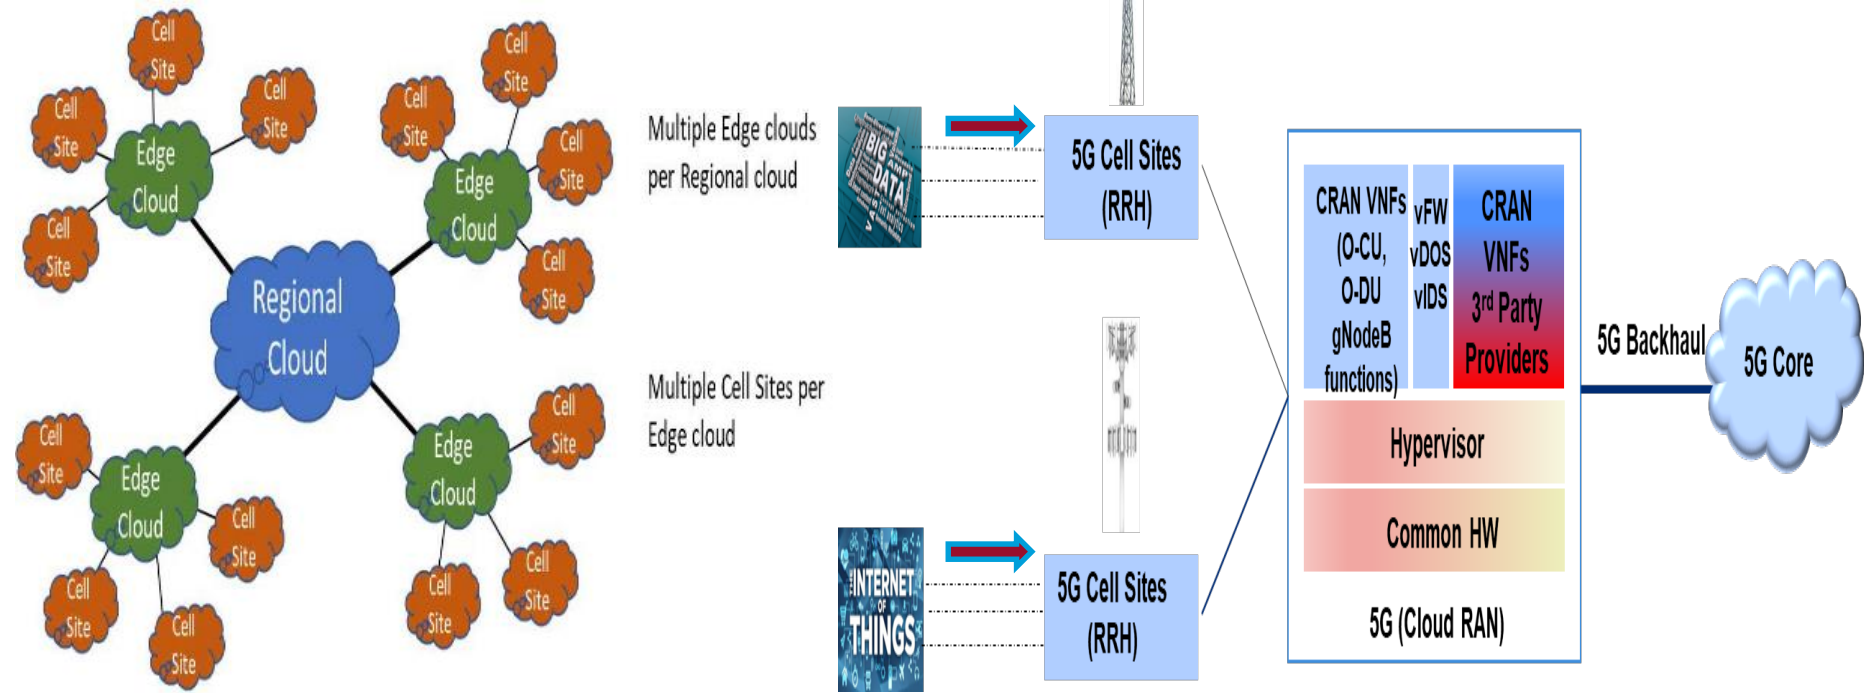 Cell
Site
Cell
Site
Cell
Site
Cell
Site
Edge
Cloud
Cell
Site
Cell
Site
Cell
Site
Cell
Site
Edge
Cloud
Regional
Cloud
Cell
Site
Cell
Site
Cell
Site
Cell
Site
Edge
Cloud
Cell
Site
Cell
Site
Cell
Site
Edge
Cloud
Multiple Edge clouds
per Regional cloud
Multiple Cell Sites per
Edge cloud
BIG
DATA
5G Cell Sites
(RRH)
INTERNET
OF
THINGS
5G Cell Sites
(RRH)
CRAN VNFs
(O-CU,
O-DU
gNodeB
functions)
vFW
vDOS
vIDS
CRAN
VNFs
3rd Party
Providers
Hypervisor
Common HW
5G (Cloud RAN)
5G Backhaul
5G Core